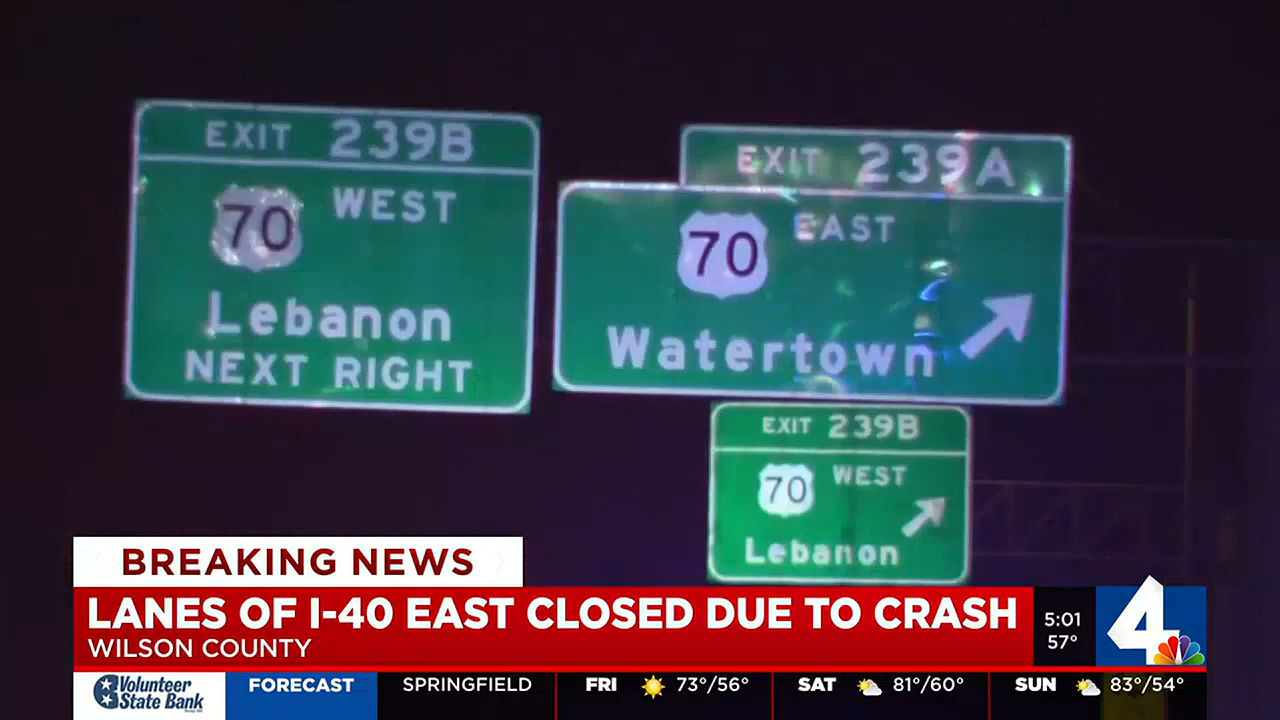 EXIT 239B
70 WEST
Lebanon
NEXT RIGHT
EXIT 239A
70 EAST
Watertown
EXIT 239B
70 WEST
Lebanon
BREAKING NEWS
LANES OF I-40 EAST CLOSED DUE TO CRASH
WILSON COUNTY
5:01
57°
4
Volunteer
State Bank
FORECAST
SPRINGFIELD
FRI 73°/56°
SAT 81°/60°
SUN 83°/54°